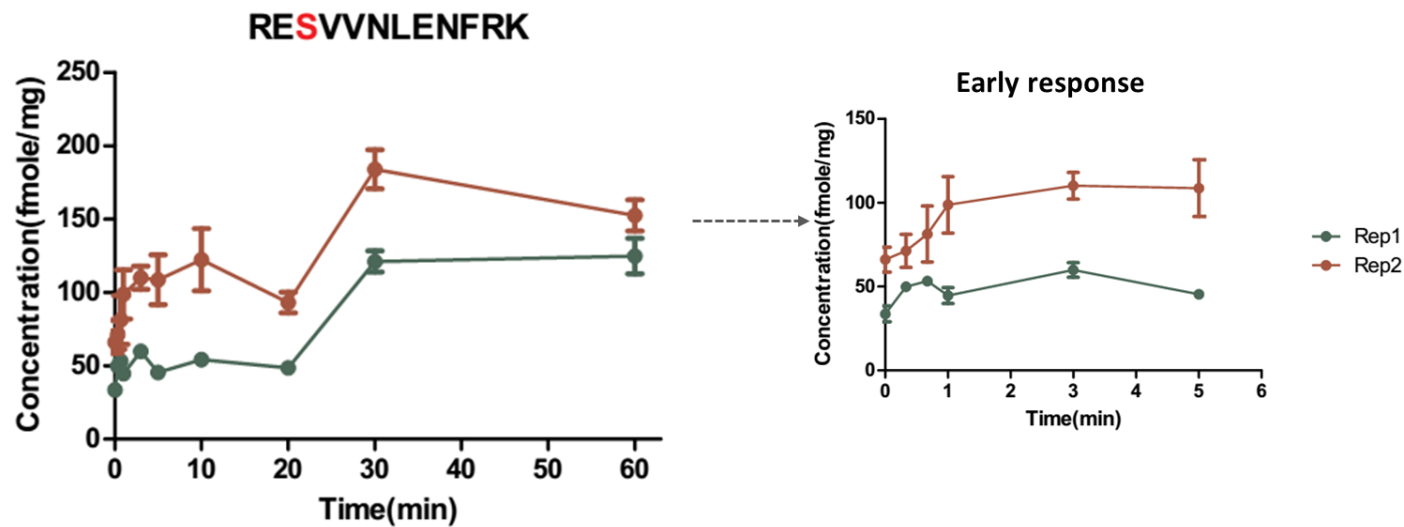 RESVVNLENFRK
Concentration(fmole/mg)
250
200
150
100
50
0
0 10 20 30 40 50 60
Time(min)
Early response
Concentration(fmole/mg)
150
100
50
0
0 1 2 3 5 6
Time(min)
Rep1
Rep2